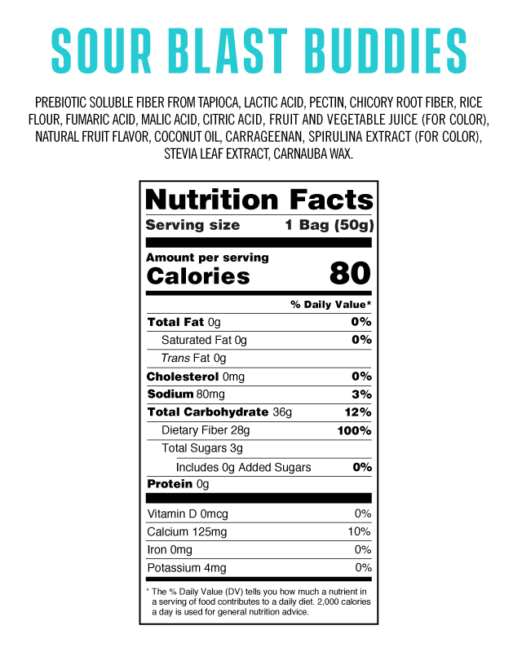 SOUR BLAST BUDDIES
PREBIOTIC SOLUBLE FIBER FROM TAPIOCA, LACTIC ACID, PECTIN, CHICORY ROOT FIBER, RICE
FLOUR, FUMARIC ACID, MALIC ACID, CITRIC ACID, FRUIT AND VEGETABLE JUICE (FOR COLOR),
NATURAL FRUIT FLAVOR, COCONUT OIL, CARRAGEENAN, SPIRULINA EXTRACT (FOR COLOR),
STEVIA LEAF EXTRACT, CARNAUBA WAX.
Nutrition Facts
Serving size 1 Bag (50g)
Amount per serving
Calories 80
% Daily Value*
Total Fat 0g 0%
Saturated Fat 0g 0%
Trans Fat 0g
Cholesterol 0mg 0%
Sodium 80mg 3%
Total Carbohydrate 36g 12%
Dietary Fiber 28g 100%
Total Sugars 3g
Includes 0g Added Sugars 0%
Protein 0g
Vitamin D 0mcg 0%
Calcium 125mg 10%
Iron 0mg 0%
Potassium 4mg 0%
* The % Daily Value (DV) tells you how much a nutrient in
a serving of food contributes to a daily diet. 2,000 calories
a day is used for general nutrition advice.